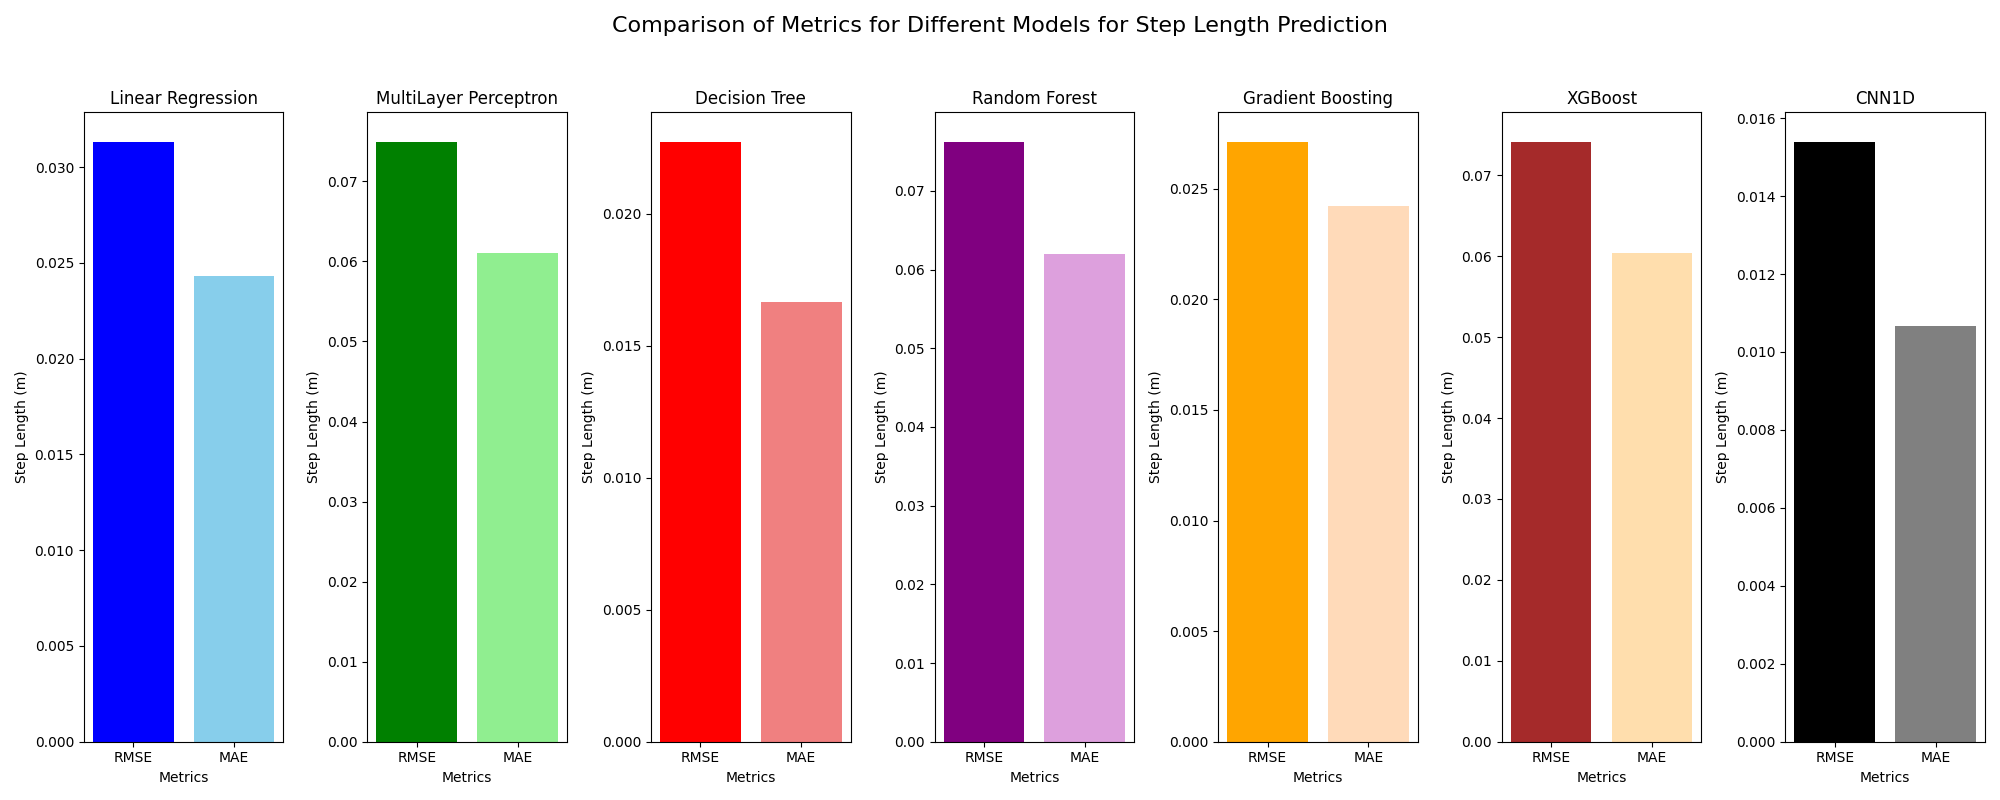 Comparison of Metrics for Different Models for Step Length Prediction
Linear Regression
Step Length (m)
0.030
0.025
0.020
0.015
0.010
0.005
0.000
RMSE MAE
Metrics
MultiLayer Perceptron
Step Length (m)
0.07
0.06
0.05
0.04
0.03
0.02
0.01
0.00
RMSE MAE
Metrics
Decision Tree
Step Length (m)
0.020
0.015
0.010
0.005
0.000
RMSE MAE
Metrics
Random Forest
Step Length (m)
0.07
0.06
0.05
0.04
0.03
0.02
0.01
0.00
RMSE MAE
Metrics
Gradient Boosting
Step Length (m)
0.025
0.020
0.015
0.010
0.005
0.000
RMSE MAE
Metrics
XGBoost
Step Length (m)
0.07
0.06
0.05
0.04
0.03
0.02
0.01
0.00
RMSE MAE
Metrics
CNN1D
Step Length (m)
0.016
0.014
0.012
0.010
0.008
0.006
0.004
0.002
0.000
RMSE MAE
Metrics